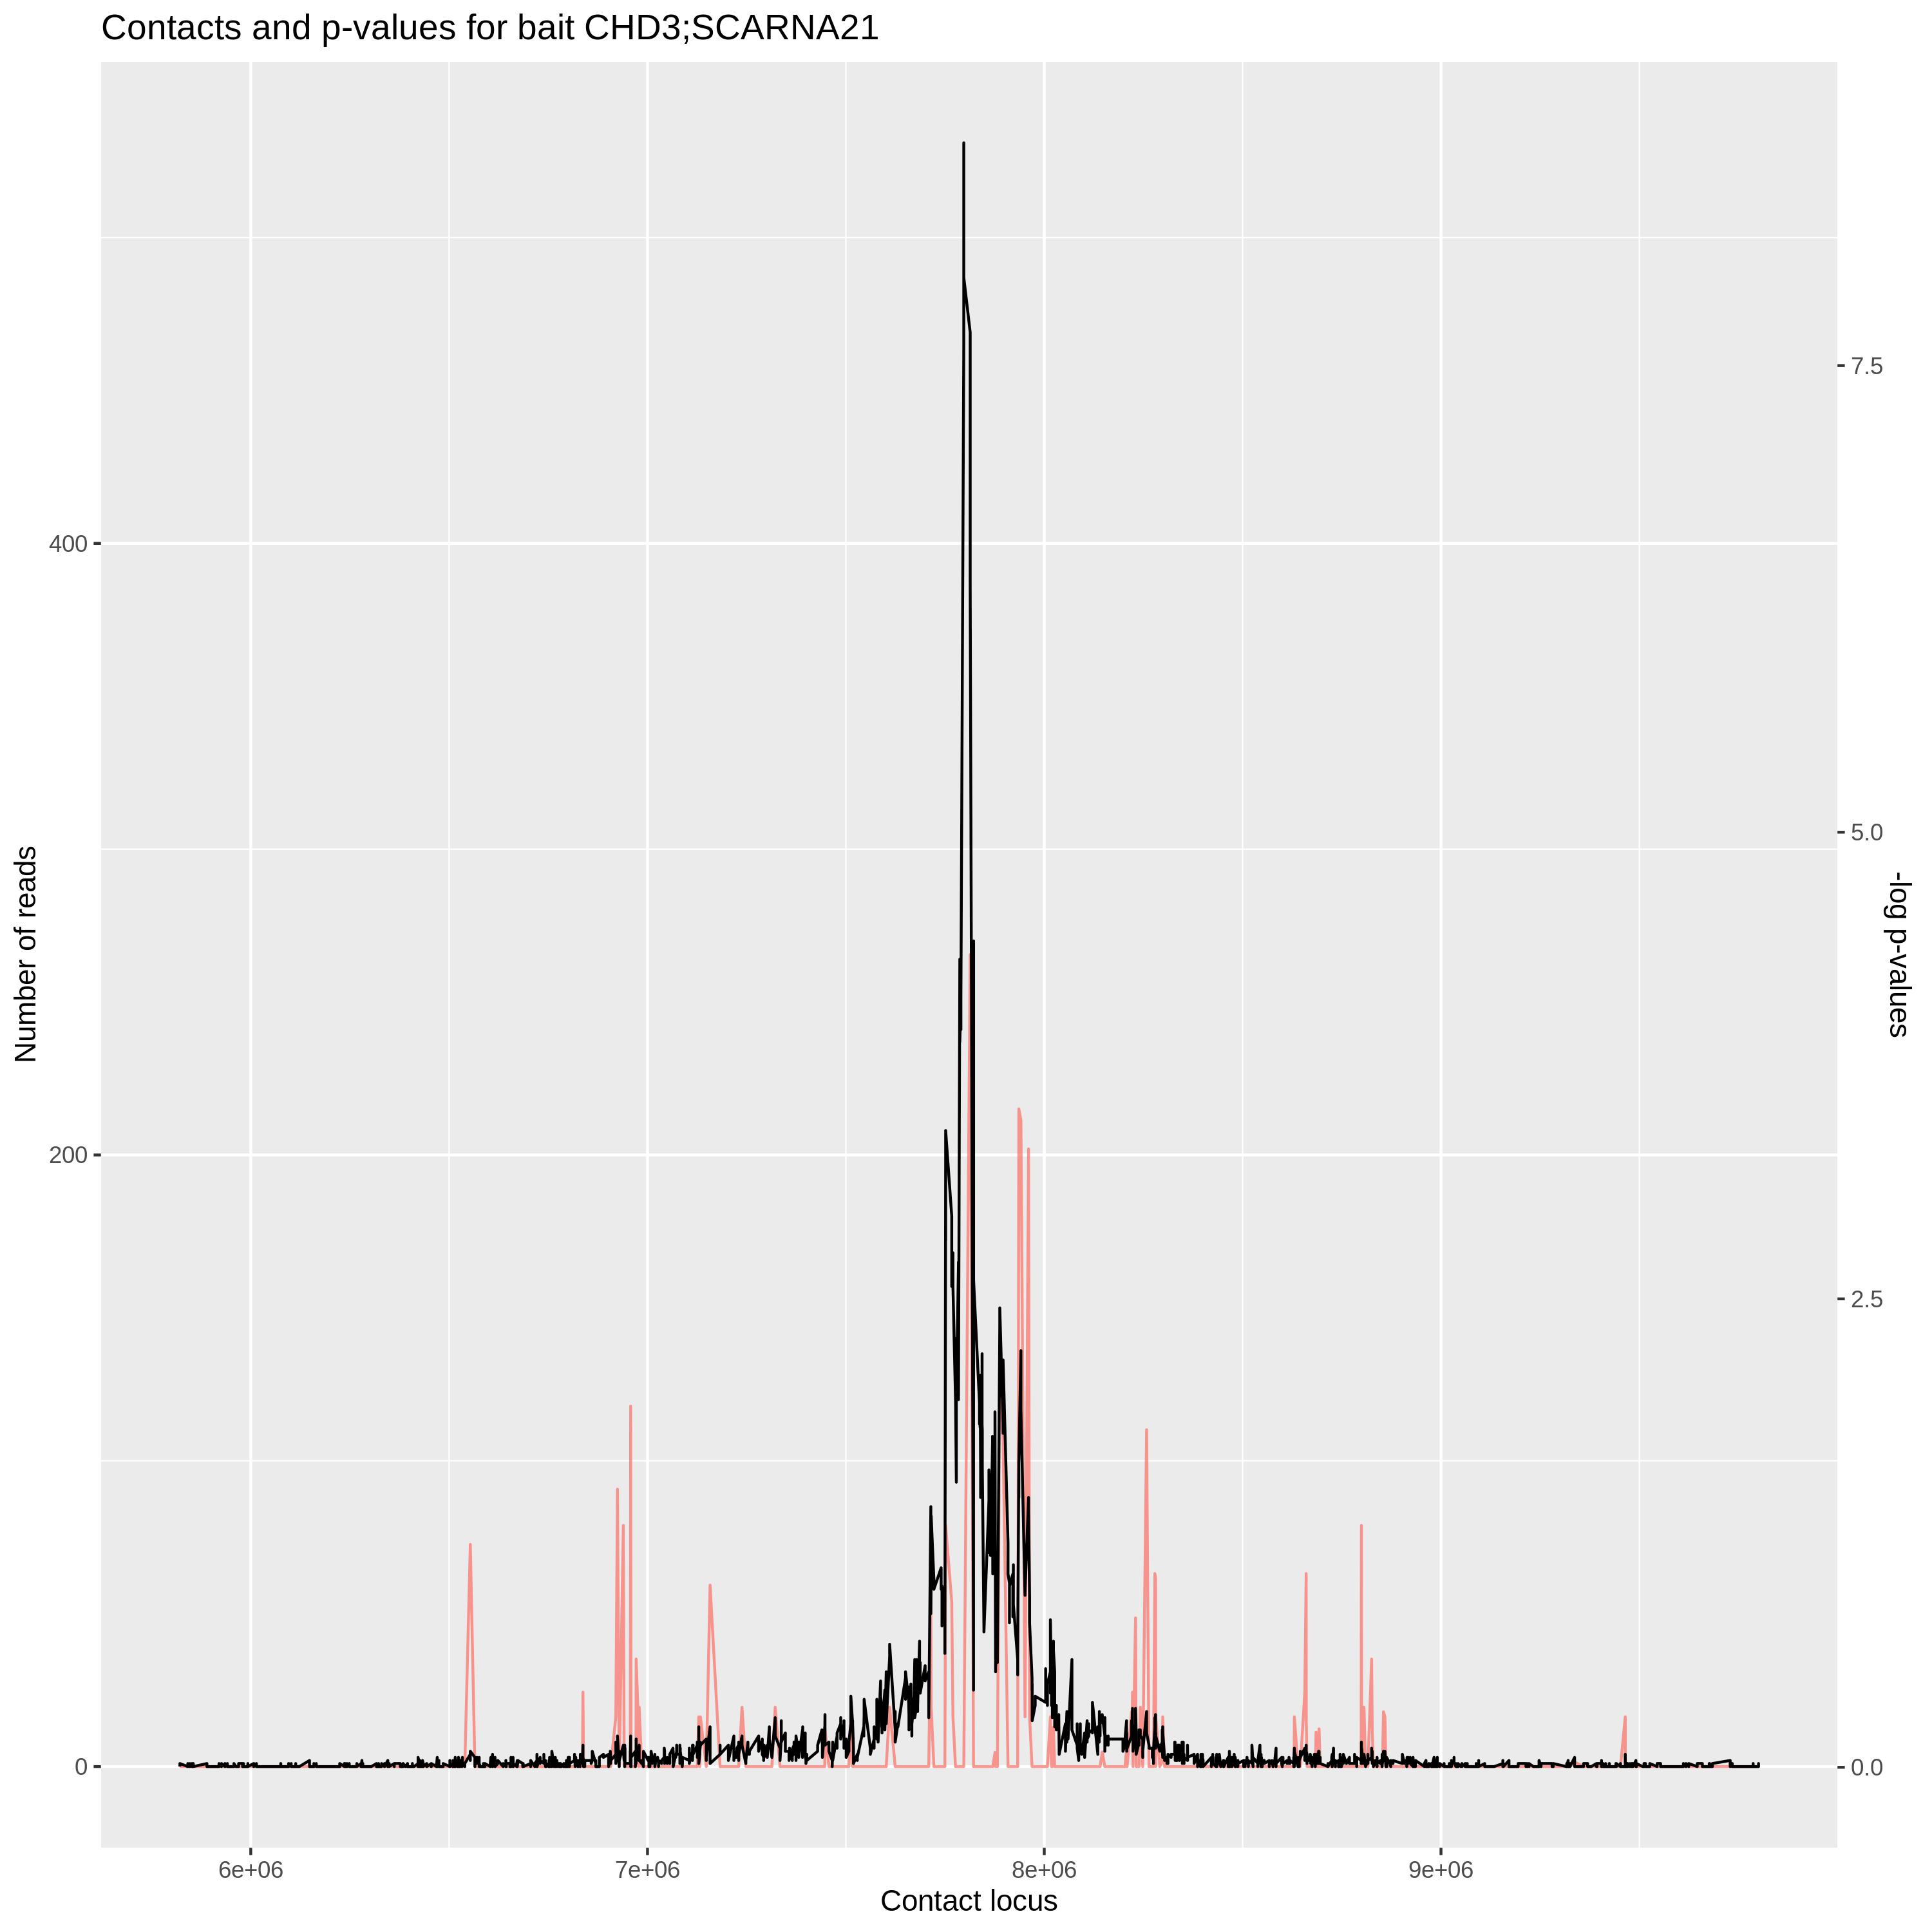 Contacts and p-values for bait CHD3;SCARNA21
400
200
0
Number of reads
7.5
5.0
2.5
0.0
-log p-values
6e+06
7e+06
8e+06
9e+06
Contact locus